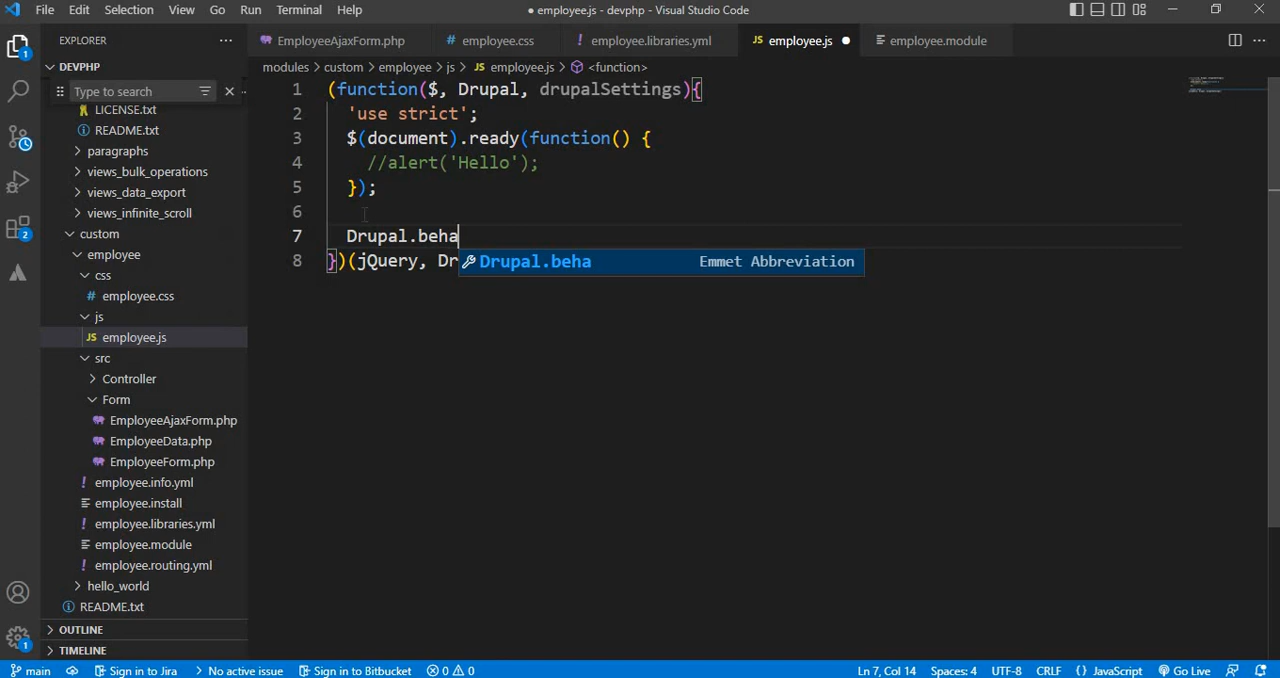 File Edit Selection View Go Run Terminal Help
● employee.js - devphp - Visual Studio Code
EXPLORER
EmployeeAjaxForm.php employee.css employee.libraries.yml employee.js employee.module
DEVPHP
modules > custom > employee > js > JS employee.js > <function>
Type to search
LICENSE.txt
README.txt
paragraphs
views_bulk_operations
views_data_export
views_infinite_scroll
custom
employee
css
employee.css
js
JS employee.js
src
Controller
Form
EmployeeAjaxForm.php
EmployeeData.php
EmployeeForm.php
employee.info.yml
employee.install
employee.libraries.yml
employee.module
employee.routing.yml
hello_world
README.txt
OUTLINE
TIMELINE
1 (function($, Drupal, drupalSettings){
2 'use strict';
3 $(document).ready(function() {
4 //alert('Hello');
5 });
6
7 Drupal.beha
8 })(jQuery, Dr
Drupal.beha Emmet Abbreviation
main Sign in to Jira No active issue Sign in to Bitbucket 0 0 Ln 7, Col 14 Spaces: 4 UTF-8 CRLF {} JavaScript Go Live